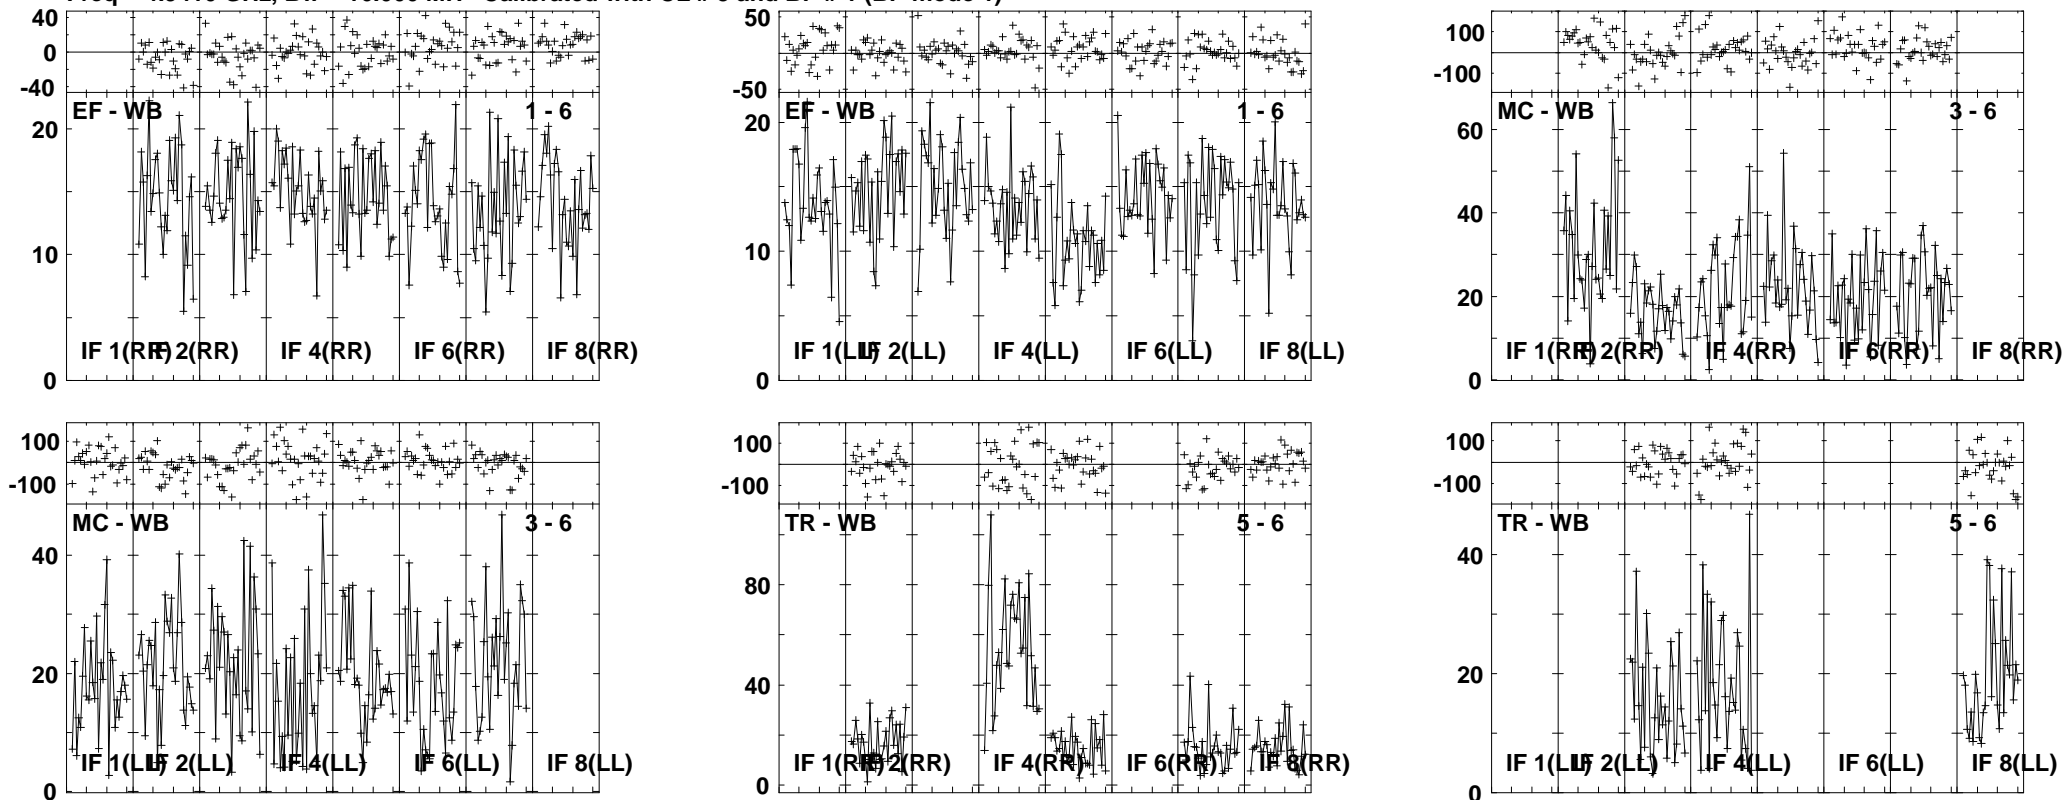 40
0
-40
EF - WB
1 - 6
20
10
0
IF 1(RR)
IF 2(RR)
IF 4(RR)
IF 6(RR)
IF 8(RR)
50
0
-50
EF - WB
1 - 6
20
10
0
IF 1(LL)
IF 2(LL)
IF 4(LL)
IF 6(LL)
IF 8(LL)
100
-100
MC - WB
3 - 6
60
40
20
0
IF 1(RR)
IF 2(RR)
IF 4(RR)
IF 6(RR)
IF 8(RR)
100
-100
MC - WB
3 - 6
40
20
0
IF 1(LL)
IF 2(LL)
IF 4(LL)
IF 6(LL)
IF 8(LL)
100
-100
TR - WB
5 - 6
80
40
0
IF 1(RR)
IF 2(RR)
IF 4(RR)
IF 6(RR)
IF 8(RR)
100
-100
TR - WB
5 - 6
40
20
0
IF 1(LL)
IF 2(LL)
IF 4(LL)
IF 6(LL)
IF 8(LL)